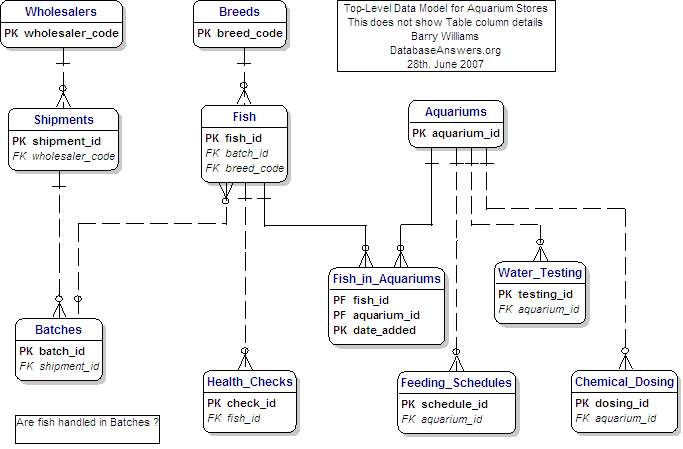 Wholesalers
PK wholesaler_code
Breeds
PK breed_code
Top-Level Data Model for Aquarium Stores
This does not show Table column details
Barry Williams
DatabaseAnswers.org
28th. June 2007
Shipments
PK shipment_id
FK wholesaler_code
Fish
PK fish_id
FK batch_id
FK breed_code
Aquariums
PK aquarium_id
Fish_in_Aquariums
PF fish_id
PF aquarium_id
PK date_added
Water_Testing
PK testing_id
FK aquarium_id
Batches
PK batch_id
FK shipment_id
Health_Checks
PK check_id
FK fish_id
Feeding_Schedules
PK schedule_id
FK aquarium_id
Chemical_Dosing
PK dosing_id
FK aquarium_id
Are fish handled in Batches ?